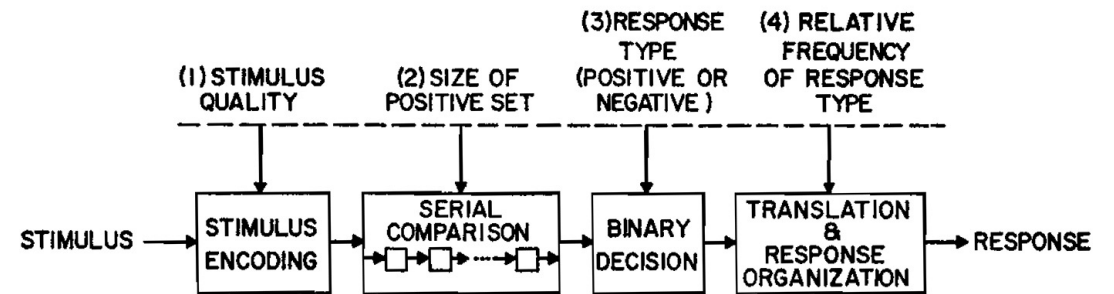 (1) STIMULUS
QUALITY
(2) SIZE OF
POSITIVE SET
(3) RESPONSE
TYPE
(POSITIVE OR
NEGATIVE)
(4) RELATIVE
FREQUENCY
OF RESPONSE
TYPE
STIMULUS
STIMULUS
ENCODING
SERIAL
COMPARISON
BINARY
DECISION
TRANSLATION
&
RESPONSE
ORGANIZATION
RESPONSE